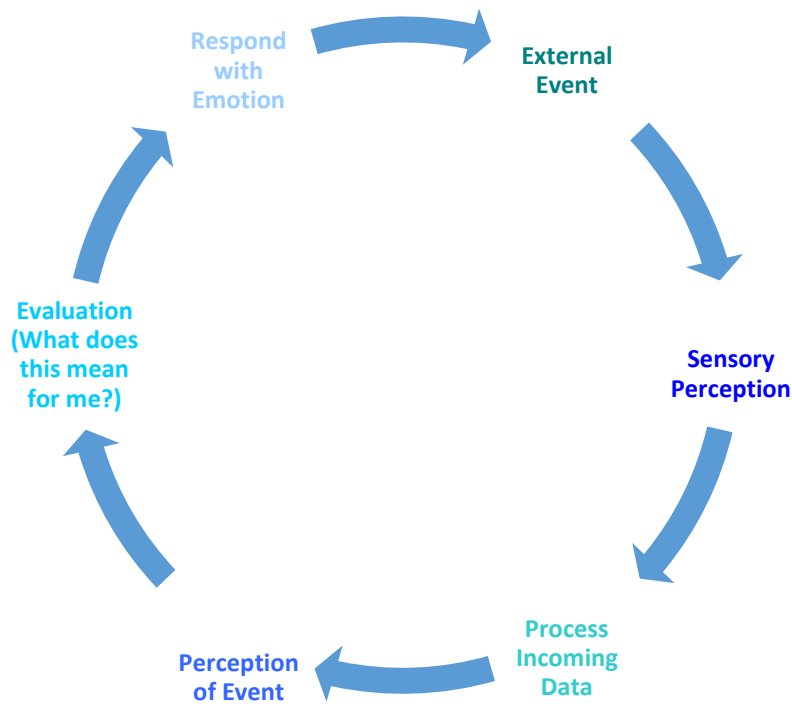 Respond
with
Emotion
External
Event
Sensory
Perception
Process
Incoming
Data
Perception
of Event
Evaluation
(What does
this mean
for me?)